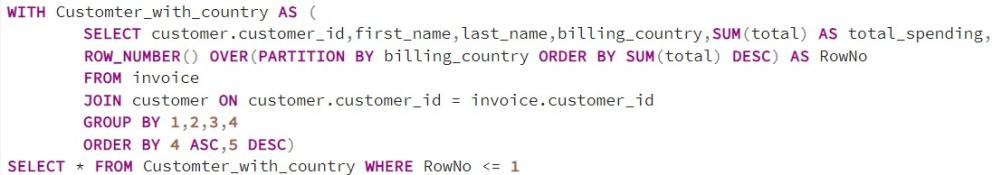 WITH Customter_with_country AS (
SELECT customer.customer_id,first_name,last_name,billing_country,SUM(total) AS total_spending,
ROW_NUMBER() OVER(PARTITION BY billing_country ORDER BY SUM(total) DESC) AS RowNo
FROM invoice
JOIN customer ON customer.customer_id = invoice.customer_id
GROUP BY 1,2,3,4
ORDER BY 4 ASC,5 DESC)
SELECT * FROM Customter_with_country WHERE RowNo <= 1